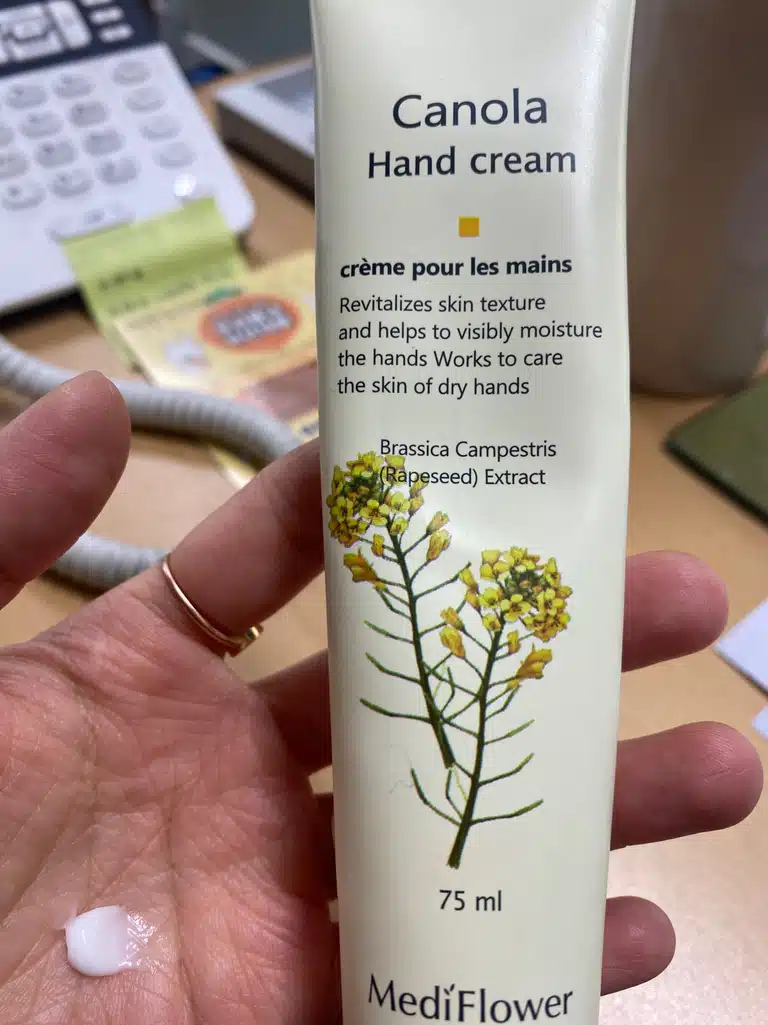 Canola
Hand cream
crème pour les mains
Revitalizes skin texture
and helps to visibly moisture
the hands Works to care
the skin of dry hands
Brassica Campestris
(Rapeseed) Extract
75 ml
MediFlower